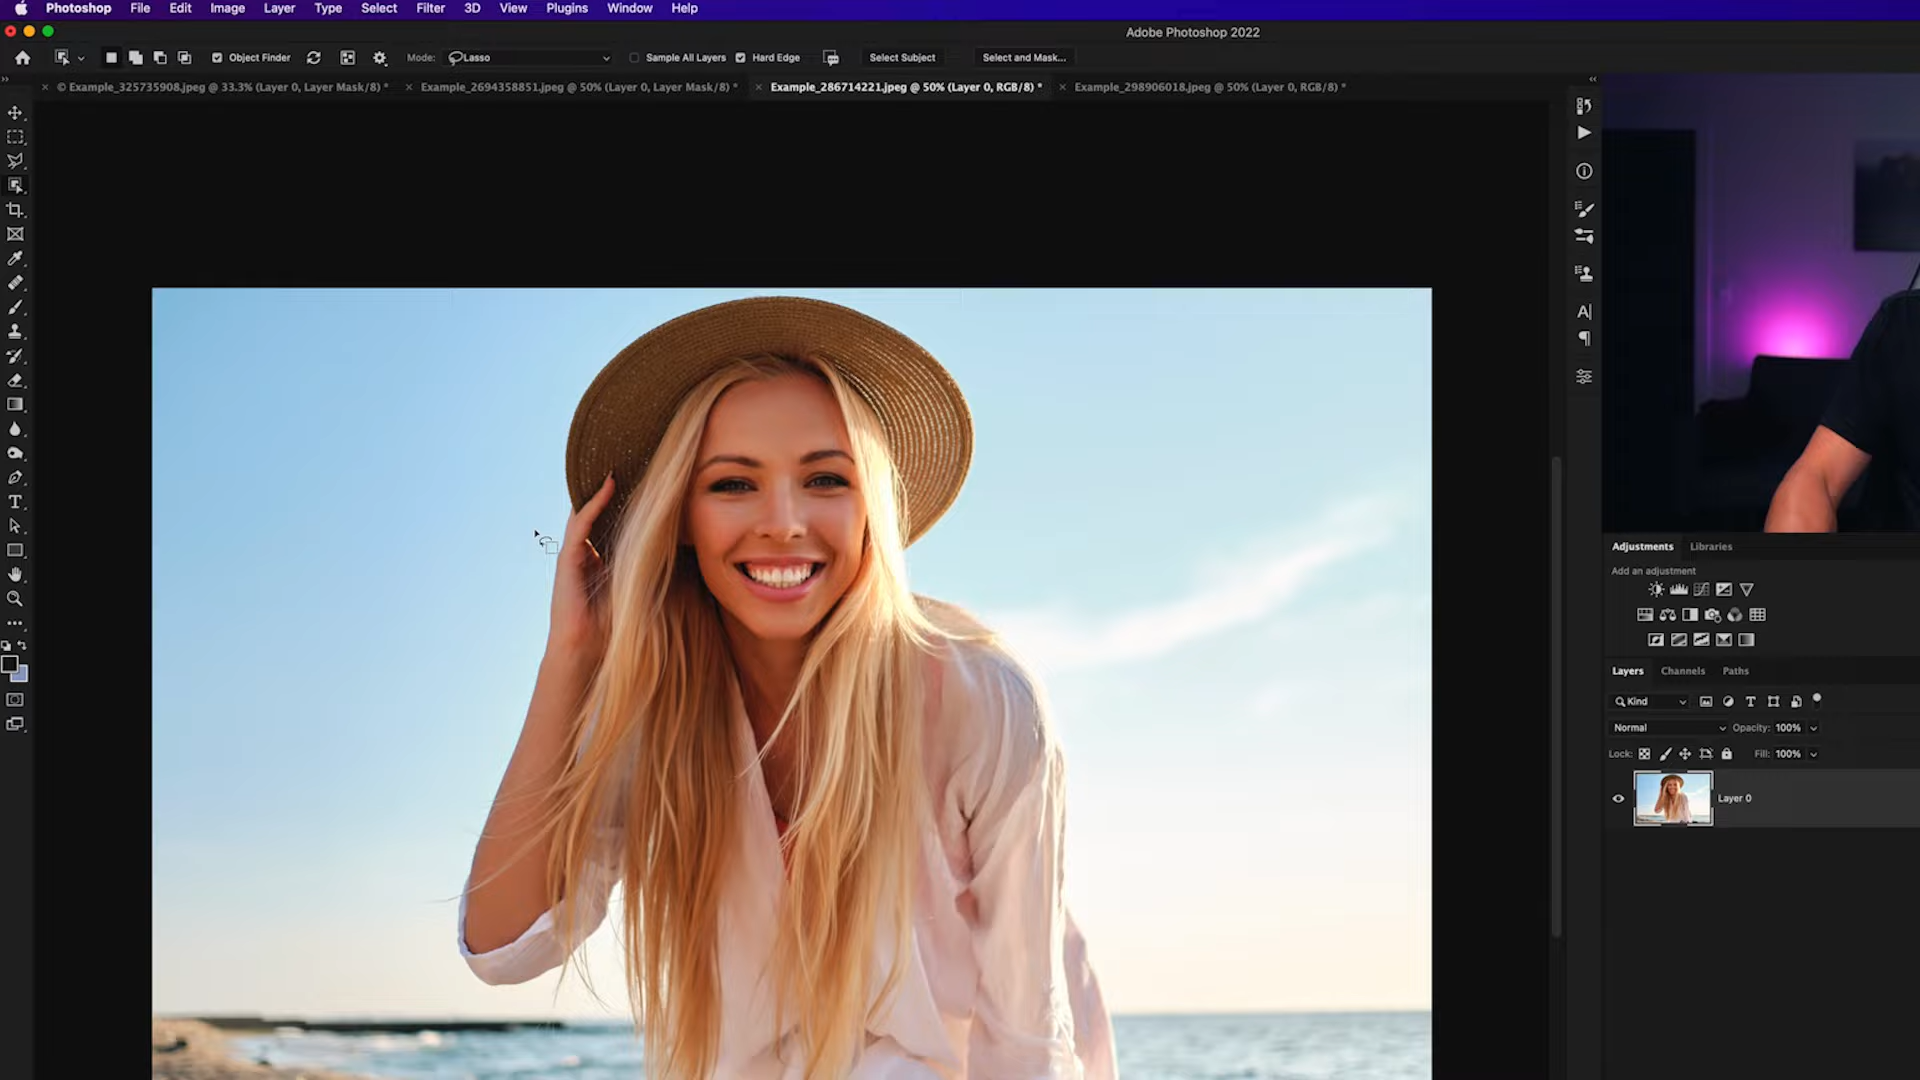 Photoshop File Edit Image Layer Type Select Filter 3D View Plugins Window Help
Adobe Photoshop 2022
Object Finder Mode: Lasso Sample All Layers Hard Edge Select Subject Select and Mask...
© Example_325735908.jpeg @ 33.3% (Layer 0, Layer Mask/8) * Example_2694358851.jpeg @ 50% (Layer 0, Layer Mask/8) * Example_286714221.jpeg @ 50% (Layer 0, RGB/8) * Example_298906018.jpeg @ 50% (Layer 0, RGB/8) *
Adjustments Libraries
Add an adjustment
Layers Channels Paths
Kind
Normal Opacity: 100%
Lock: Fill: 100%
Layer 0